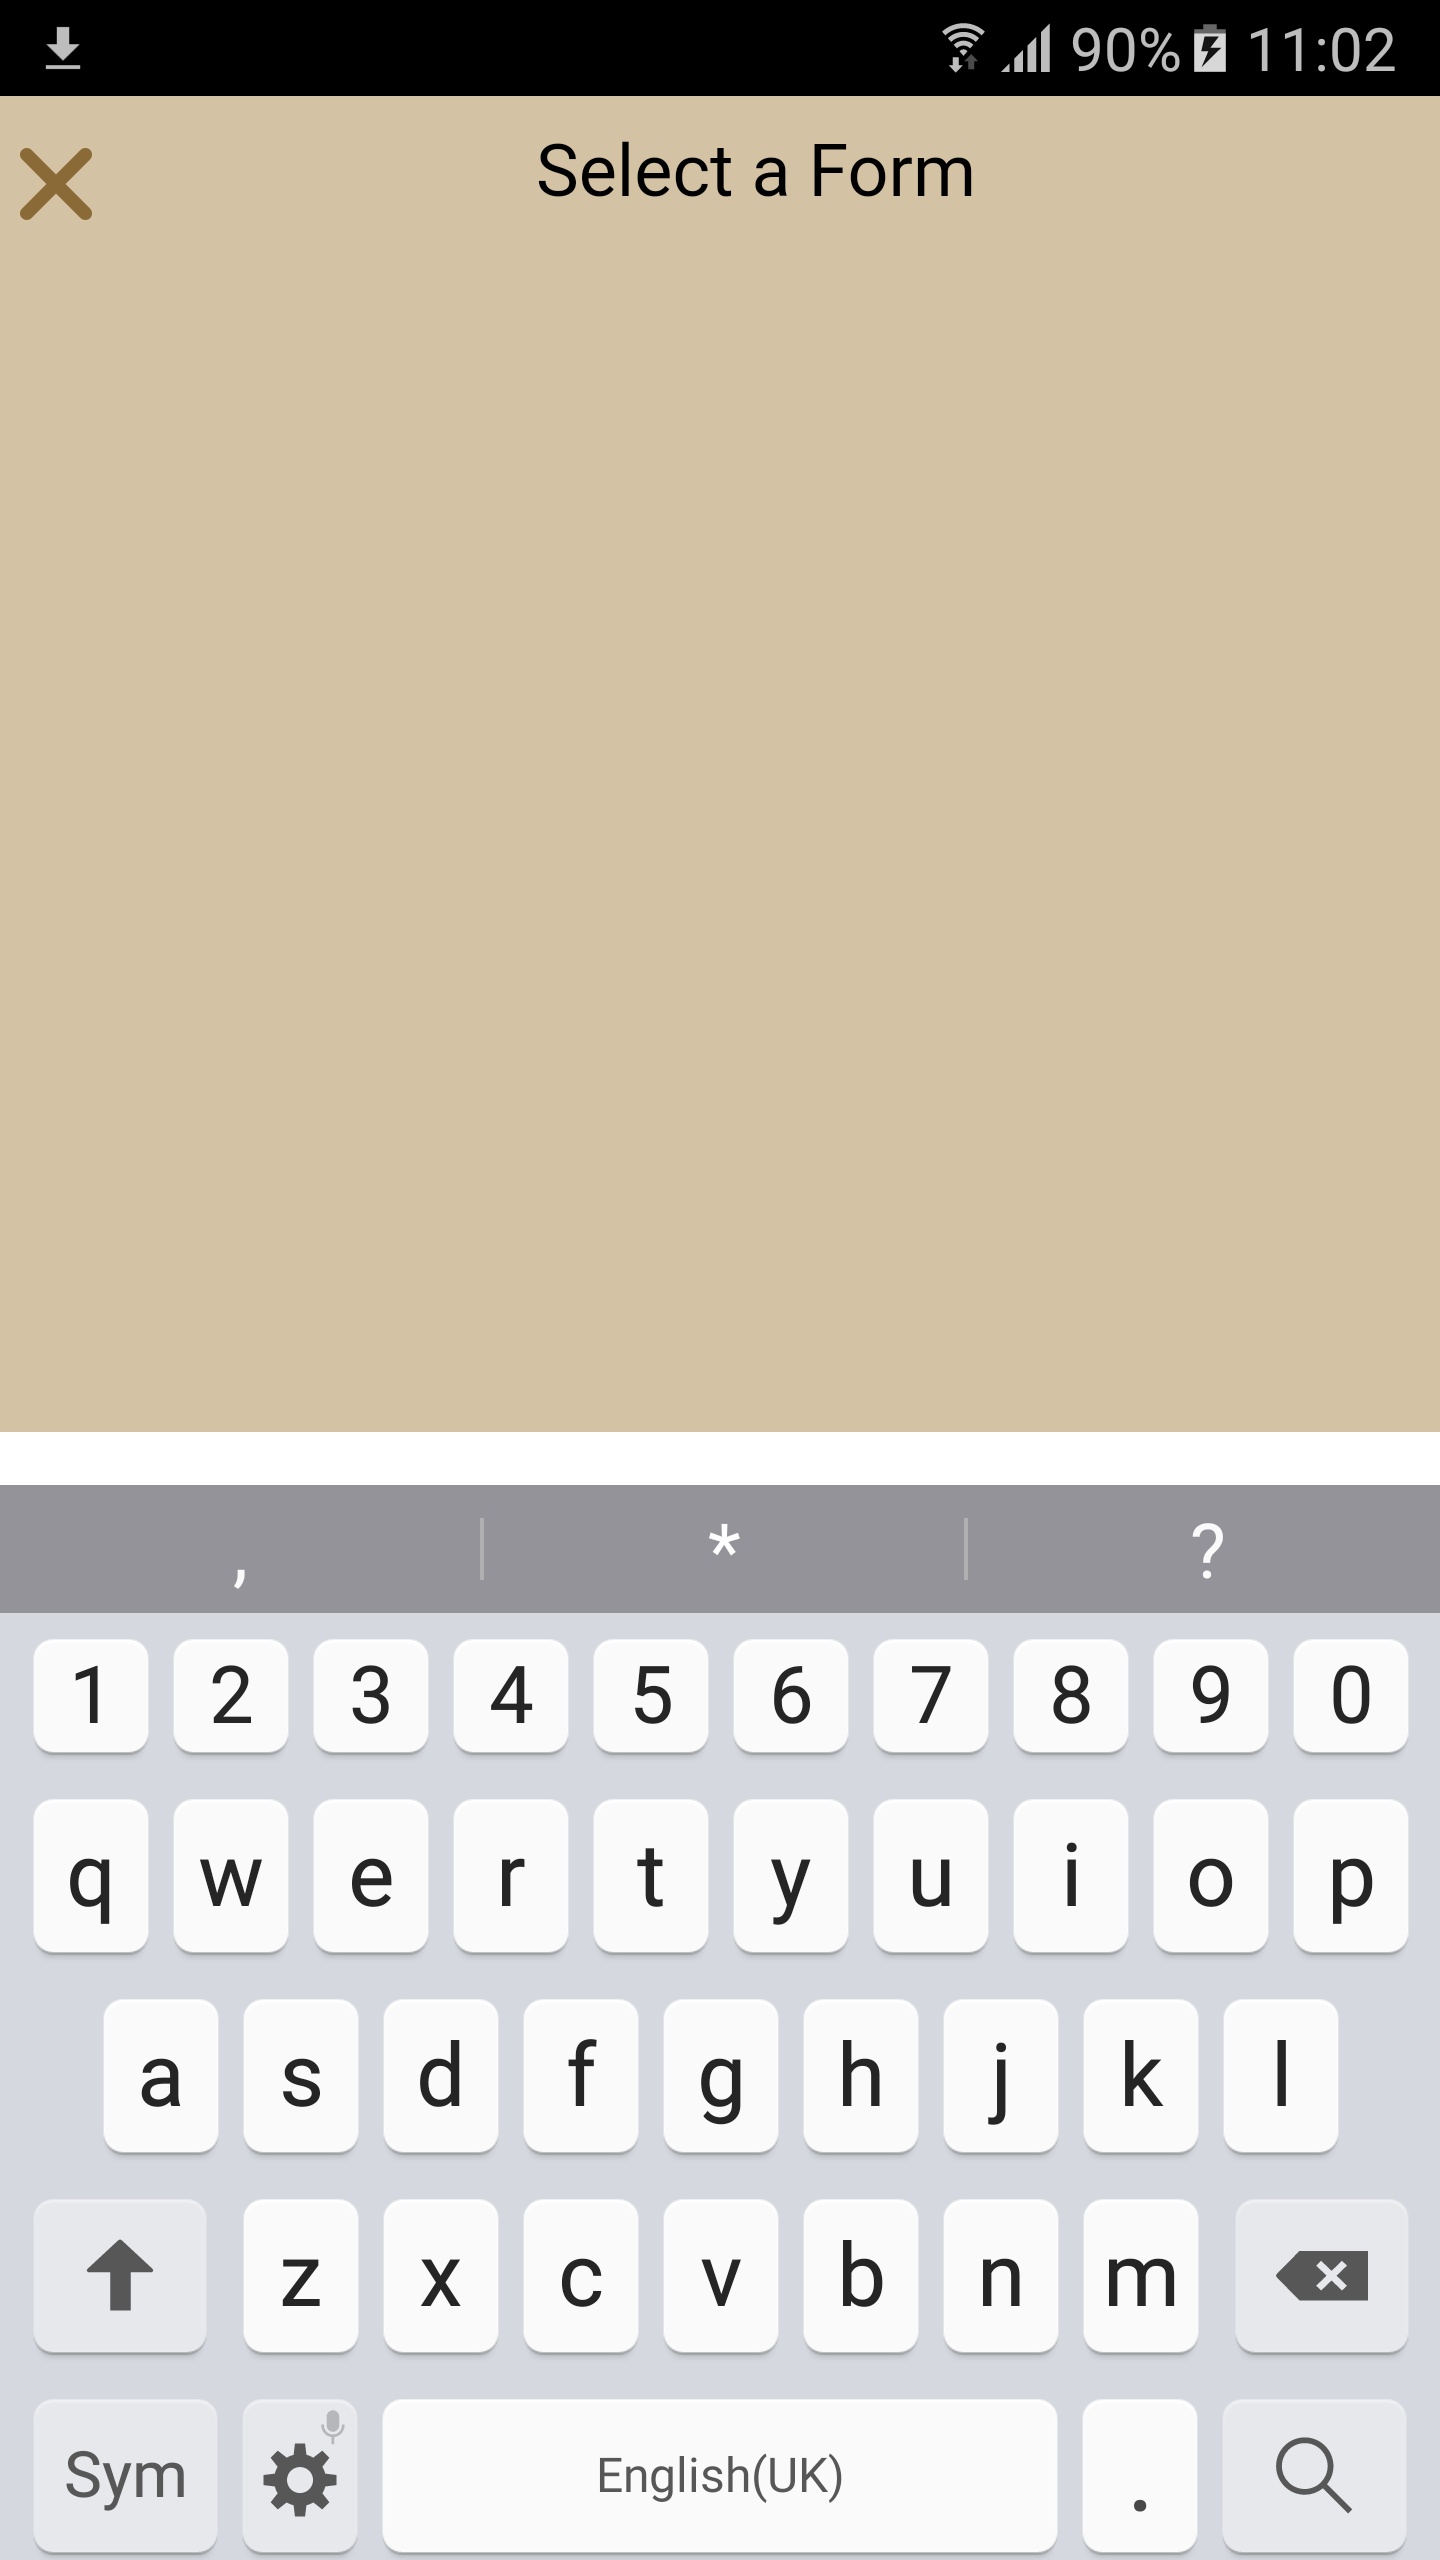 90% 11:02
Select a Form
, * ?
1 2 3 4 5 6 7 8 9 0
q w e r t y u i o p
a s d f g h j k l
z x c v b n m
Sym English(UK) .